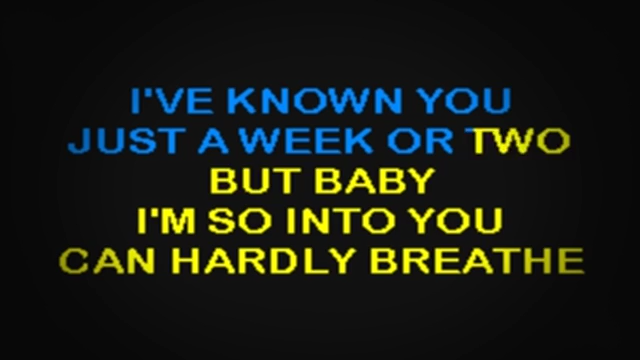 I'VE KNOWN YOU
JUST A WEEK OR TWO
BUT BABY
I'M SO INTO YOU
CAN HARDLY BREATHE